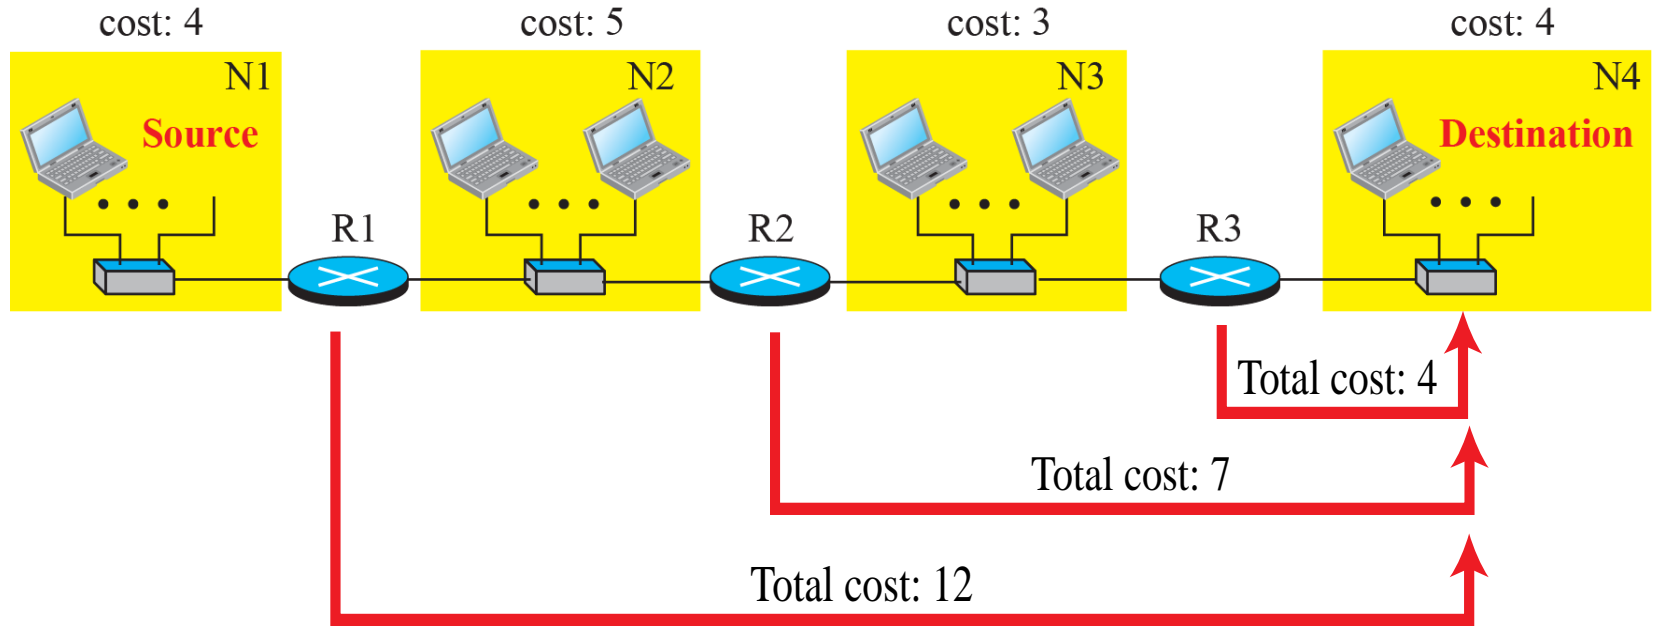 cost: 4
cost: 5
cost: 3
cost: 4
N1
N2
N3
N4
Source
Destination
R1
R2
R3
Total cost: 4
Total cost: 7
Total cost: 12